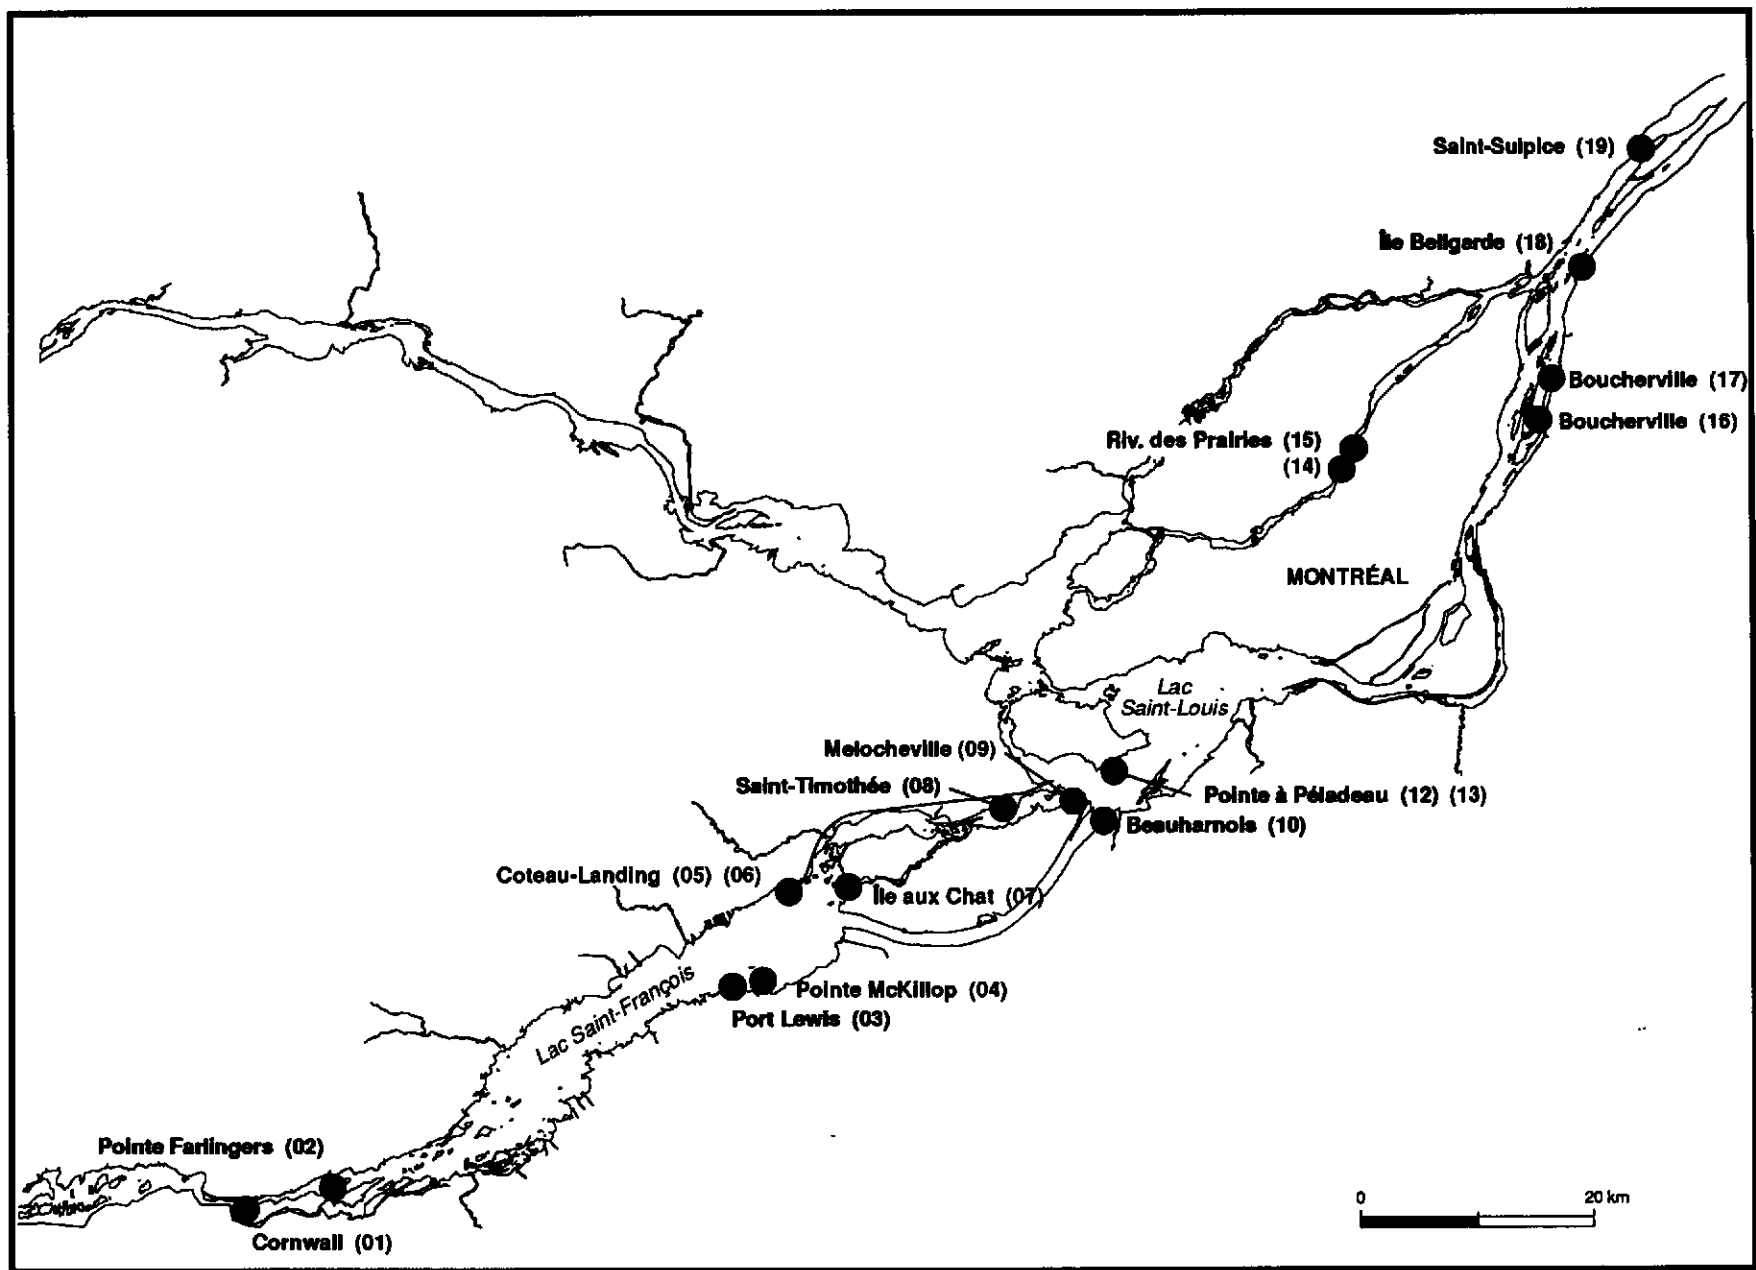 Saint-Sulpice (19)
Île Bellgarde (18)
Boucherville (17)
Boucherville (16)
Riv. des Prairies (15)
(14)
MONTRÉAL
Lac
Saint-Louis
Melocheville (09)
Saint-Timothée (08)
Pointe à Péladeau (12) (13)
Beauharnois (10)
Coteau-Landing (05) (06)
Île aux Chat (07)
Lac Saint-François
Pointe McKillop (04)
Port Lewis (03)
Pointe Farlingers (02)
Cornwall (01)
0 20 km